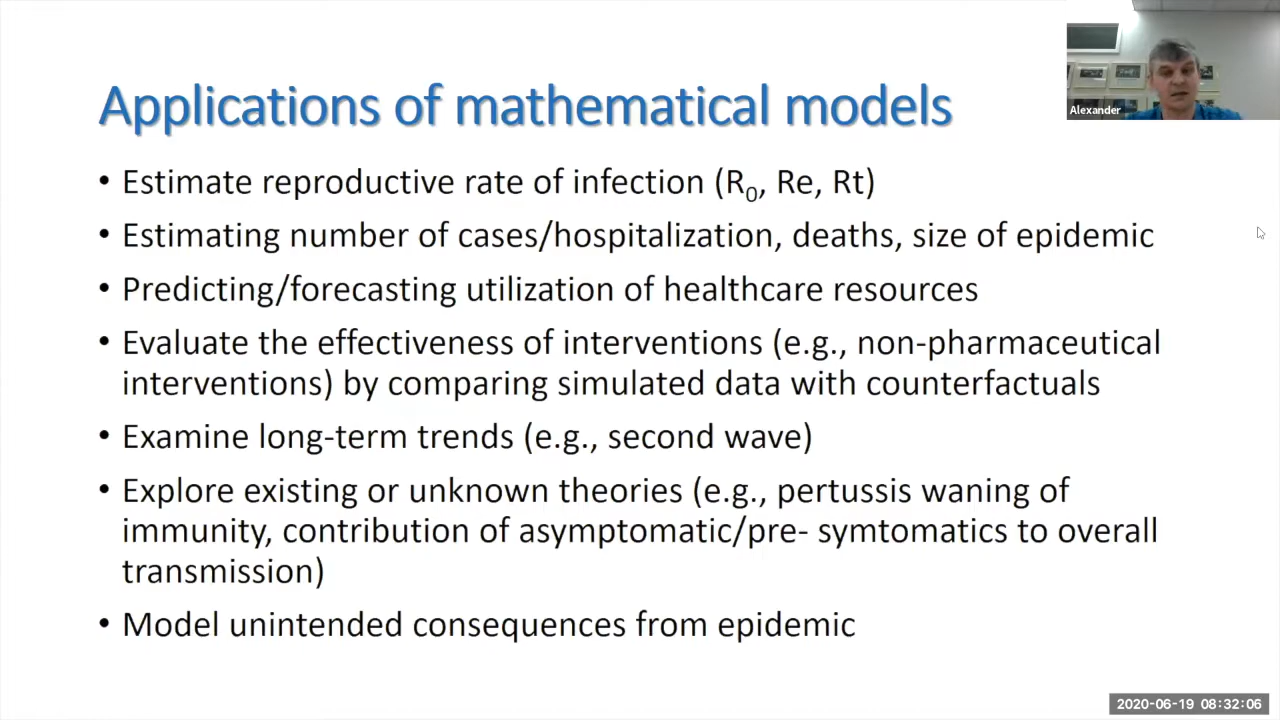 Applications of mathematical models
Alexander
• Estimate reproductive rate of infection (R₀, Re, Rt)
• Estimating number of cases/hospitalization, deaths, size of epidemic
• Predicting/forecasting utilization of healthcare resources
• Evaluate the effectiveness of interventions (e.g., non-pharmaceutical
interventions) by comparing simulated data with counterfactuals
• Examine long-term trends (e.g., second wave)
• Explore existing or unknown theories (e.g., pertussis waning of
immunity, contribution of asymptomatic/pre- symtomatics to overall
transmission)
• Model unintended consequences from epidemic
2020-06-19 08:32:06